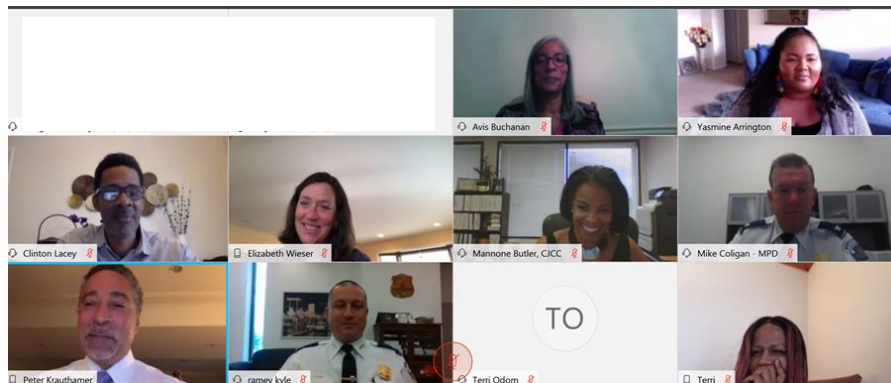 Avis Buchanan
Yasmine Arrington
Clinton Lacey
Elizabeth Wieser
Mannone Butler, CJCC
Mike Coligan - MPD
TO
Peter Krauthamer
ramey kyle
Terri Odom
Terri